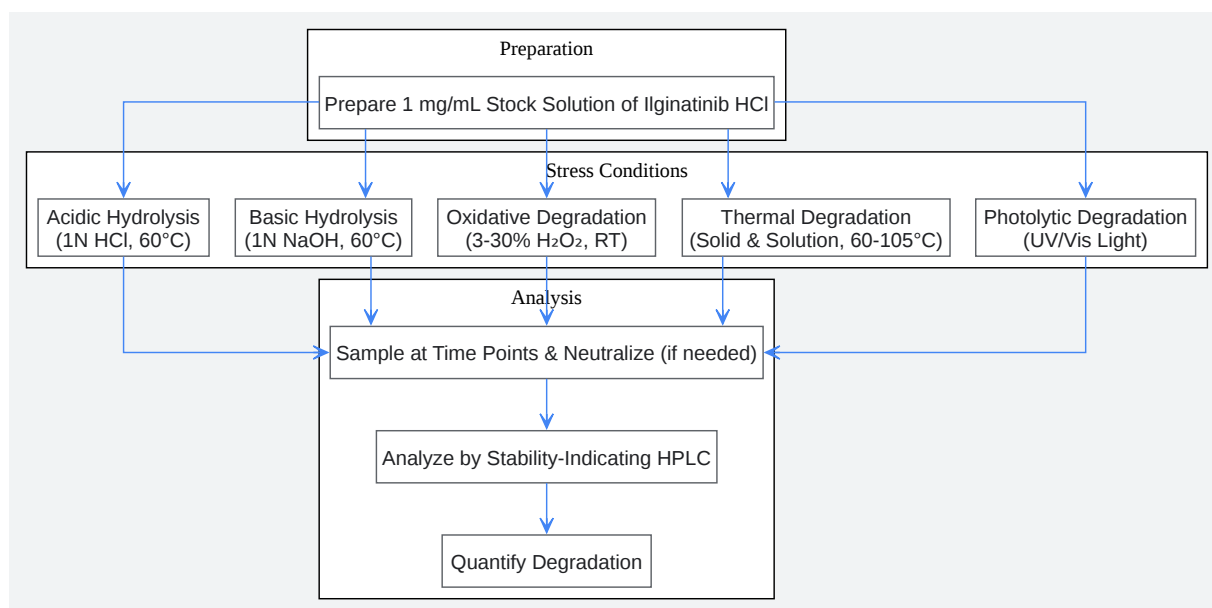 Preparation
Prepare 1 mg/mL Stock Solution of Ilginatinib HCl
Stress Conditions
Acidic Hydrolysis
(1N HCl, 60°C)
Basic Hydrolysis
(1N NaOH, 60°C)
Oxidative Degradation
(3-30% H₂O₂, RT)
Thermal Degradation
(Solid & Solution, 60-105°C)
Photolytic Degradation
(UV/Vis Light)
Analysis
Sample at Time Points & Neutralize (if needed)
Analyze by Stability-Indicating HPLC
Quantify Degradation